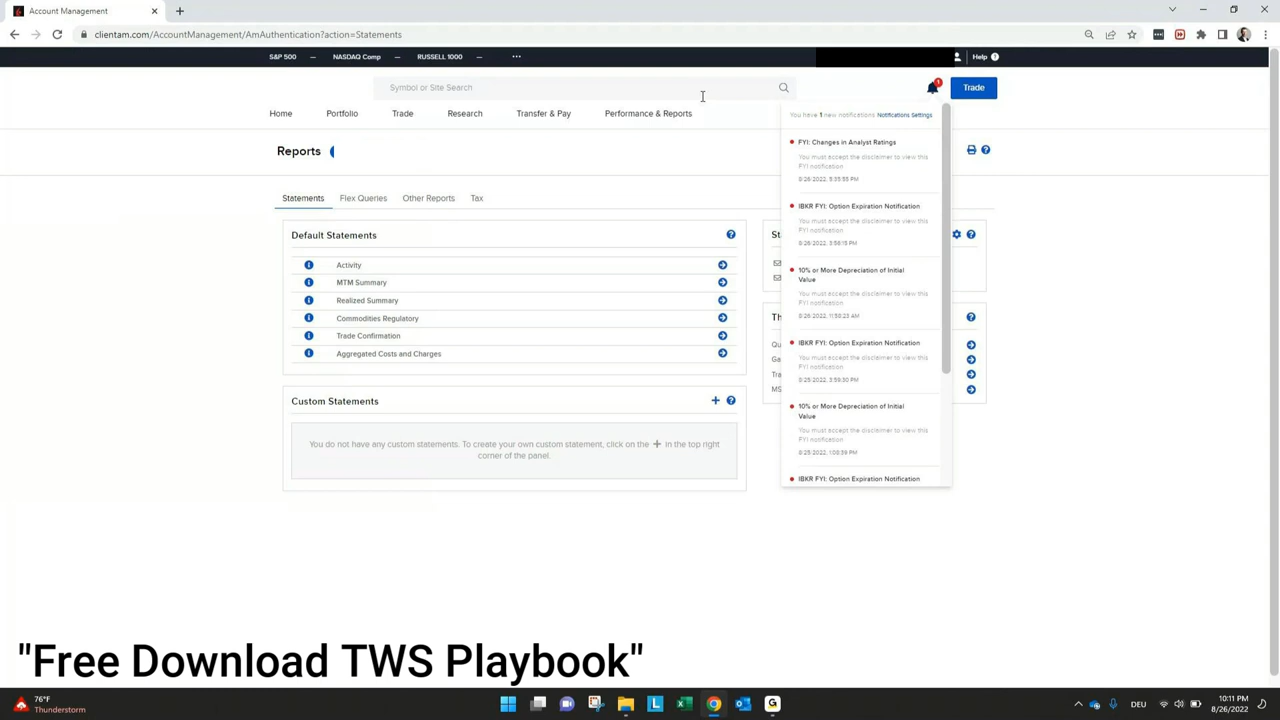 Account Management
clientam.com/AccountManagement/AmAuthentication?action=Statements
S&P 500 — NASDAQ Comp — RUSSELL 1000 — •••
Help
Symbol or Site Search
1
Trade
Home Portfolio Trade Research Transfer & Pay Performance & Reports
You have 1 new notifications Notifications Settings
FYI: Changes in Analyst Ratings
You must accept the disclaimer to view this
FYI notification
8/26/2022, 5:35:55 PM
IBKR FYI: Option Expiration Notification
You must accept the disclaimer to view this
FYI notification
8/26/2022, 3:56:15 PM
10% or More Depreciation of Initial
Value
You must accept the disclaimer to view this
FYI notification
8/26/2022, 11:58:23 AM
IBKR FYI: Option Expiration Notification
You must accept the disclaimer to view this
FYI notification
8/25/2022, 3:59:30 PM
10% or More Depreciation of Initial
Value
You must accept the disclaimer to view this
FYI notification
8/25/2022, 1:08:39 PM
IBKR FYI: Option Expiration Notification
Reports
Statements Flex Queries Other Reports Tax
Default Statements
Activity
MTM Summary
Realized Summary
Commodities Regulatory
Trade Confirmation
Aggregated Costs and Charges
Custom Statements
You do not have any custom statements. To create your own custom statement, click on the + in the top right
corner of the panel.
St
Th
Qu
Ga
Tra
MS
"Free Download TWS Playbook"
76°F
Thunderstorm
DEU
10:11 PM
8/26/2022